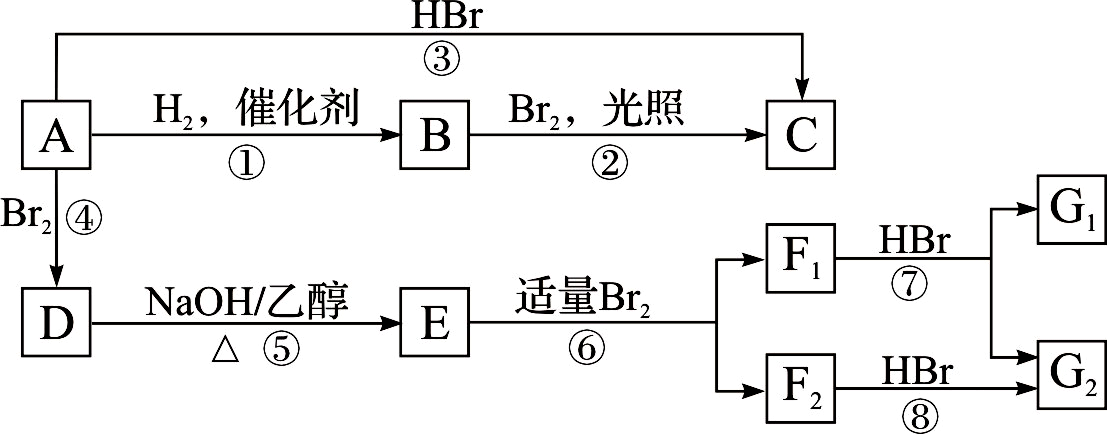 HBr
③
A
H₂，催化剂
①
B
Br₂，光照
②
C
Br₂
④
D
NaOH/乙醇
△ ⑤
E
适量Br₂
⑥
F₁
HBr
⑦
G₁
F₂
HBr
⑧
G₂